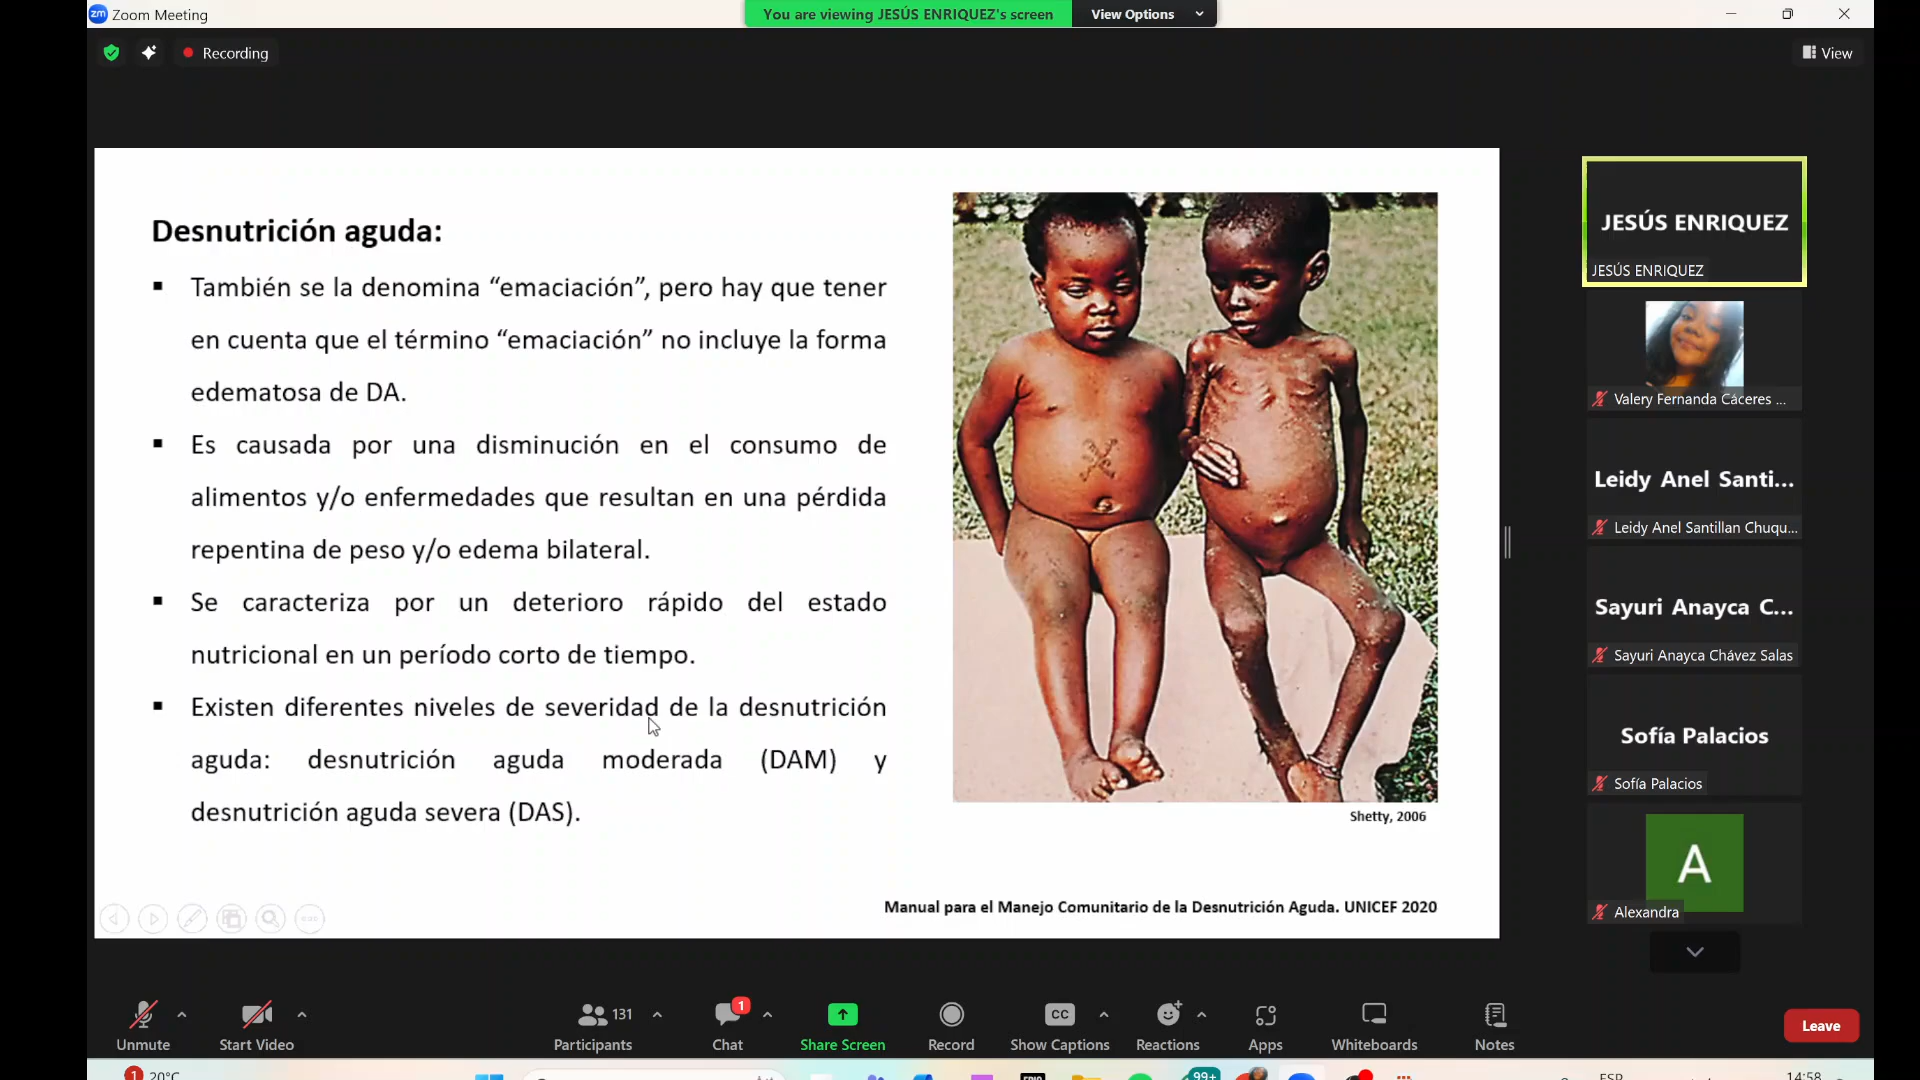 Zoom Meeting
You are viewing JESÚS ENRIQUEZ's screen
View Options
Recording
View
Desnutrición aguda:
También se la denomina “emaciación”, pero hay que tener
en cuenta que el término “emaciación” no incluye la forma
edematosa de DA.
Es causada por una disminución en el consumo de
alimentos y/o enfermedades que resultan en una pérdida
repentina de peso y/o edema bilateral.
Se caracteriza por un deterioro rápido del estado
nutricional en un período corto de tiempo.
Existen diferentes niveles de severidad de la desnutrición
aguda: desnutrición aguda moderada (DAM) y
desnutrición aguda severa (DAS).
Shetty, 2006
Manual para el Manejo Comunitario de la Desnutrición Aguda. UNICEF 2020
JESÚS ENRIQUEZ
JESÚS ENRIQUEZ
Valery Fernanda Cáceres ...
Leidy Anel Santi...
Leidy Anel Santillan Chuqu...
Sayuri Anayca C...
Sayuri Anayca Chávez Salas
Sofía Palacios
Sofía Palacios
A
Alexandra
Unmute
Start Video
131
Participants
1
Chat
Share Screen
Record
CC
Show Captions
Reactions
Apps
Whiteboards
Notes
Leave
1
20°C
99+
ESP
14:58